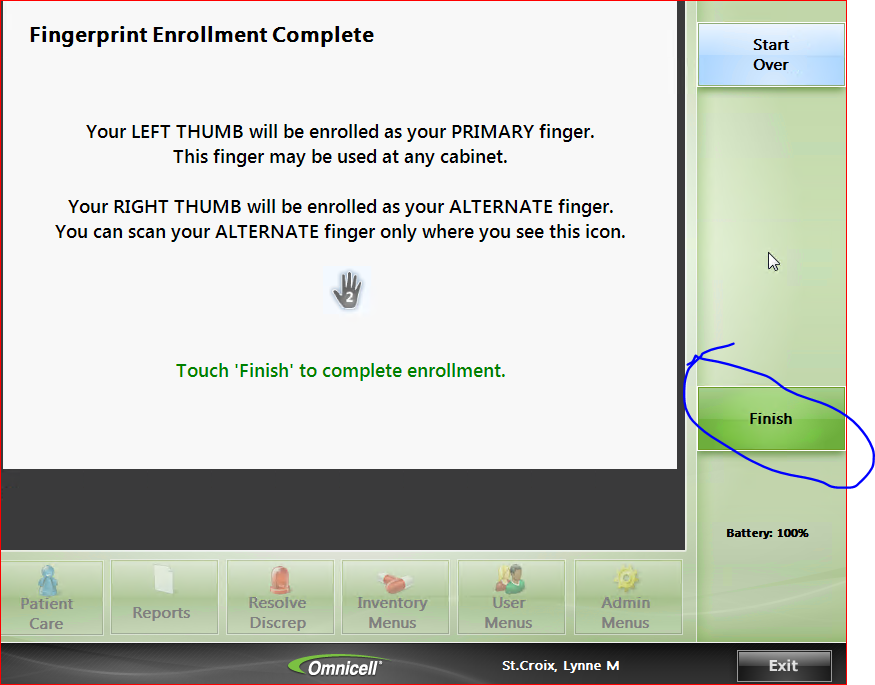 Fingerprint Enrollment Complete
Start
Over
Your LEFT THUMB will be enrolled as your PRIMARY finger.
This finger may be used at any cabinet.
Your RIGHT THUMB will be enrolled as your ALTERNATE finger.
You can scan your ALTERNATE finger only where you see this icon.
2
Touch 'Finish' to complete enrollment.
Finish
Battery: 100%
Patient
Care
Reports
Resolve
Discrep
Inventory
Menus
User
Menus
Admin
Menus
Omnicell®
St.Croix, Lynne M
Exit